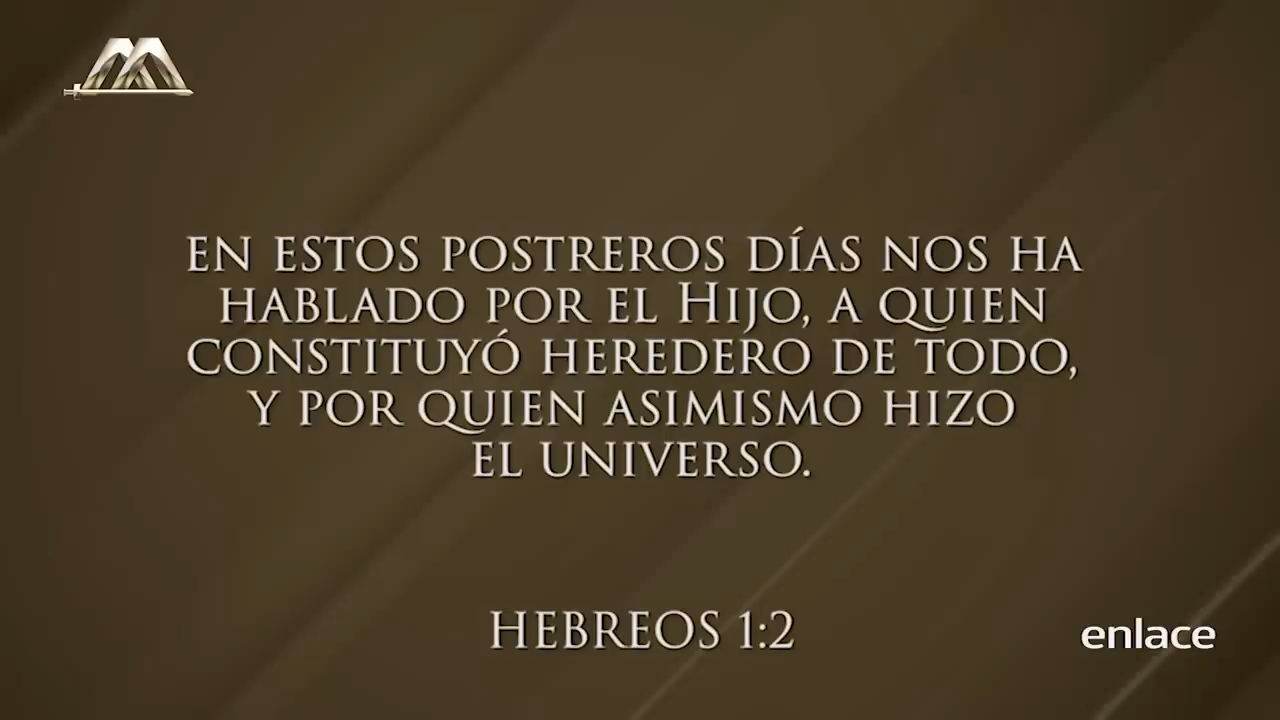 EN ESTOS POSTREROS DÍAS NOS HA
HABLADO POR EL HIJO, A QUIEN
CONSTITUYÓ HEREDERO DE TODO,
Y POR QUIEN ASIMISMO HIZO
EL UNIVERSO.
HEBREOS 1:2
enlace